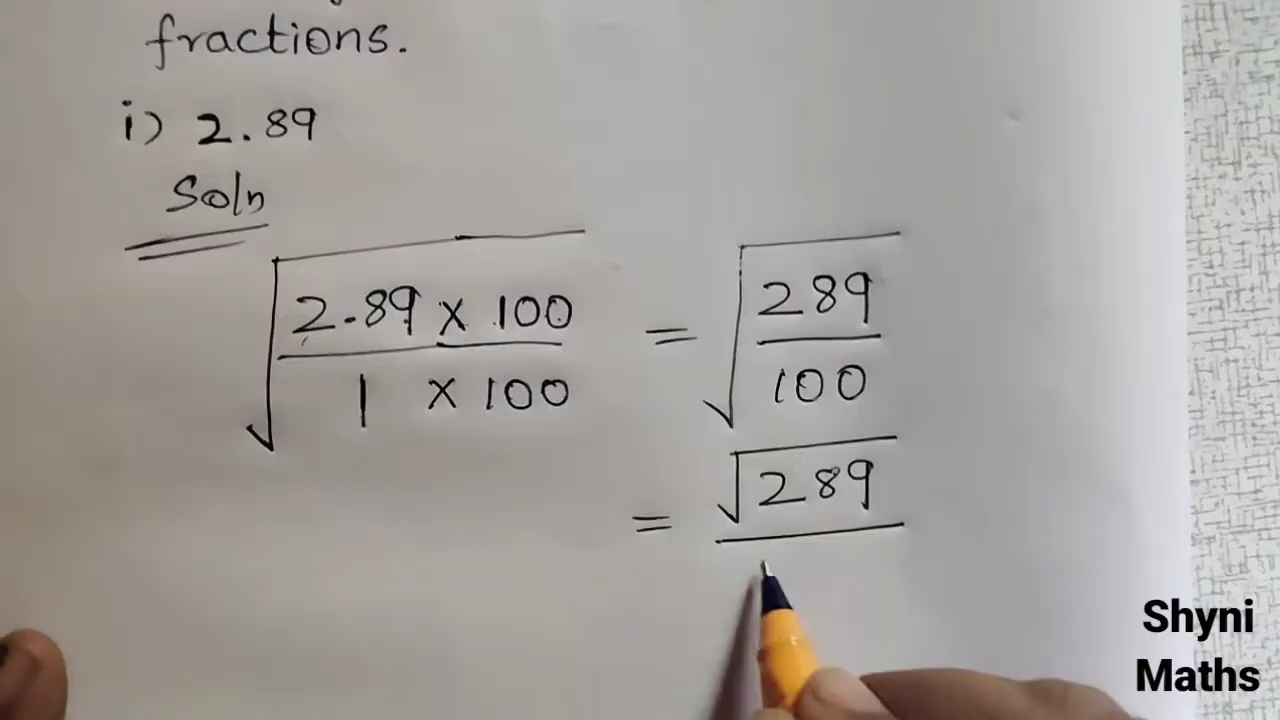 fractions.
i) 2.89
Soln
√(2.89 x 100 / 1 x 100) = √(289 / 100)
= √289
Shyni
Maths